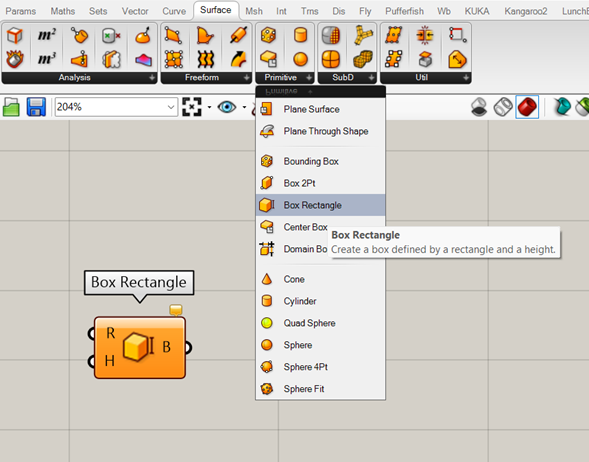 Params Maths Sets Vector Curve Surface Msh Int Trns Dis Fly Pufferfish Wb KUKA Kangaroo2 LunchB
m²
m³
Analysis Freeform Primitive SubD Util
Primitive
204%
Plane Surface
Plane Through Shape
Bounding Box
Box 2Pt
Box Rectangle
Center Box
Domain Bo
Box Rectangle
Create a box defined by a rectangle and a height.
Cone
Cylinder
Quad Sphere
Sphere
Sphere 4Pt
Sphere Fit
Box Rectangle
R
H
B